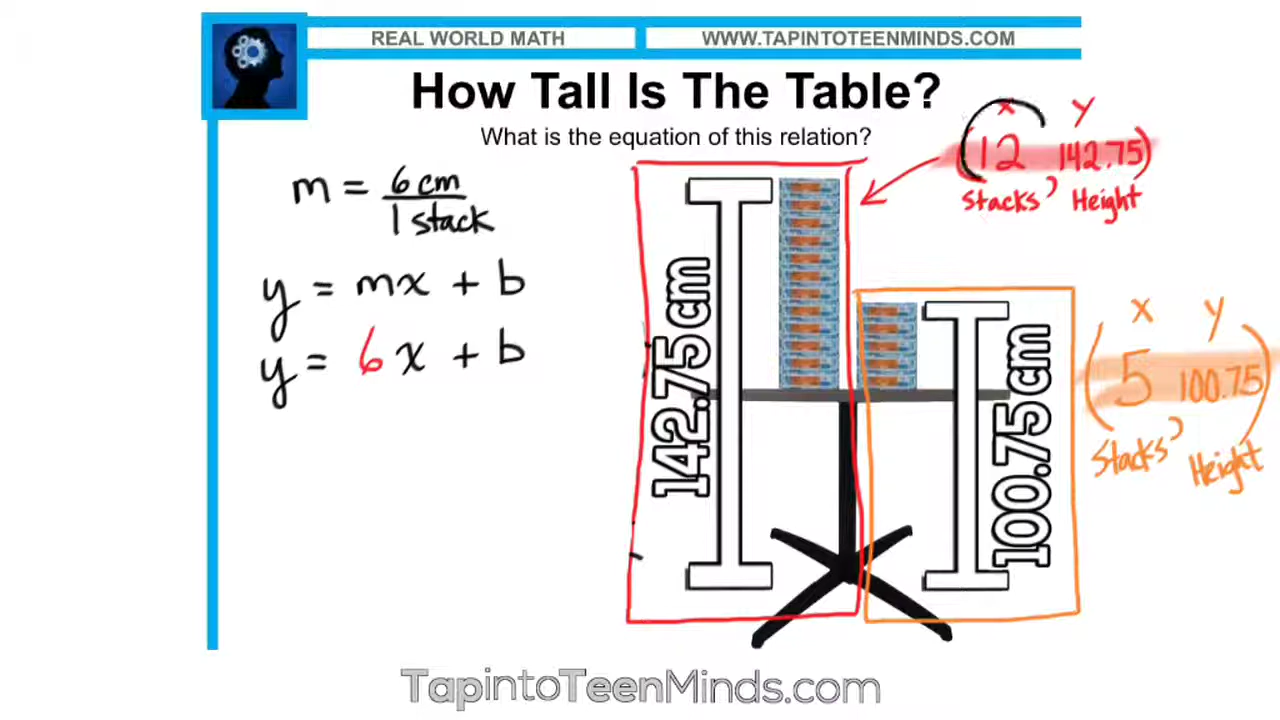 REAL WORLD MATH
WWW.TAPINTOTEENMINDS.COM
How Tall Is The Table?
What is the equation of this relation?
x y
(12 142.75)
Stacks, Height
m = 6 cm
1 stack
y = mx + b
y = 6x + b
142.75cm
100.75cm
x y
(5 100.75)
Stacks, Height
TapintoTeenMinds.com